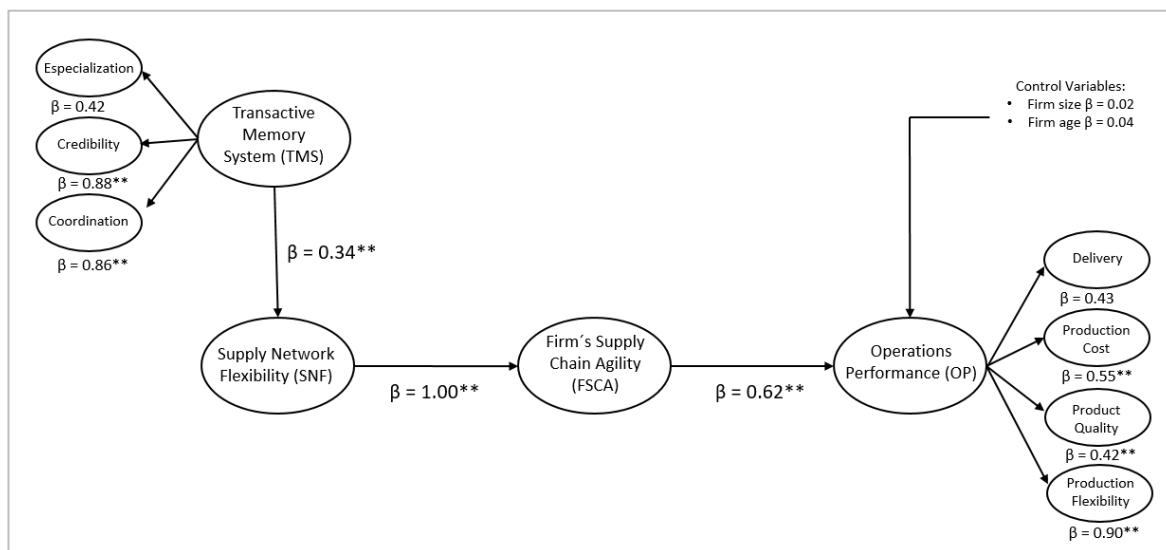 Especialization
β = 0.42
Credibility
β = 0.88**
Coordination
β = 0.86**
Transactive
Memory
System (TMS)
β = 0.34**
Control Variables:
• Firm size β = 0.02
• Firm age β = 0.04
Supply Network
Flexibility (SNF)
β = 1.00**
Firm´s Supply
Chain Agility
(FSCA)
β = 0.62**
Operations
Performance (OP)
Delivery
β = 0.43
Production
Cost
β = 0.55**
Product
Quality
β = 0.42**
Production
Flexibility
β = 0.90**